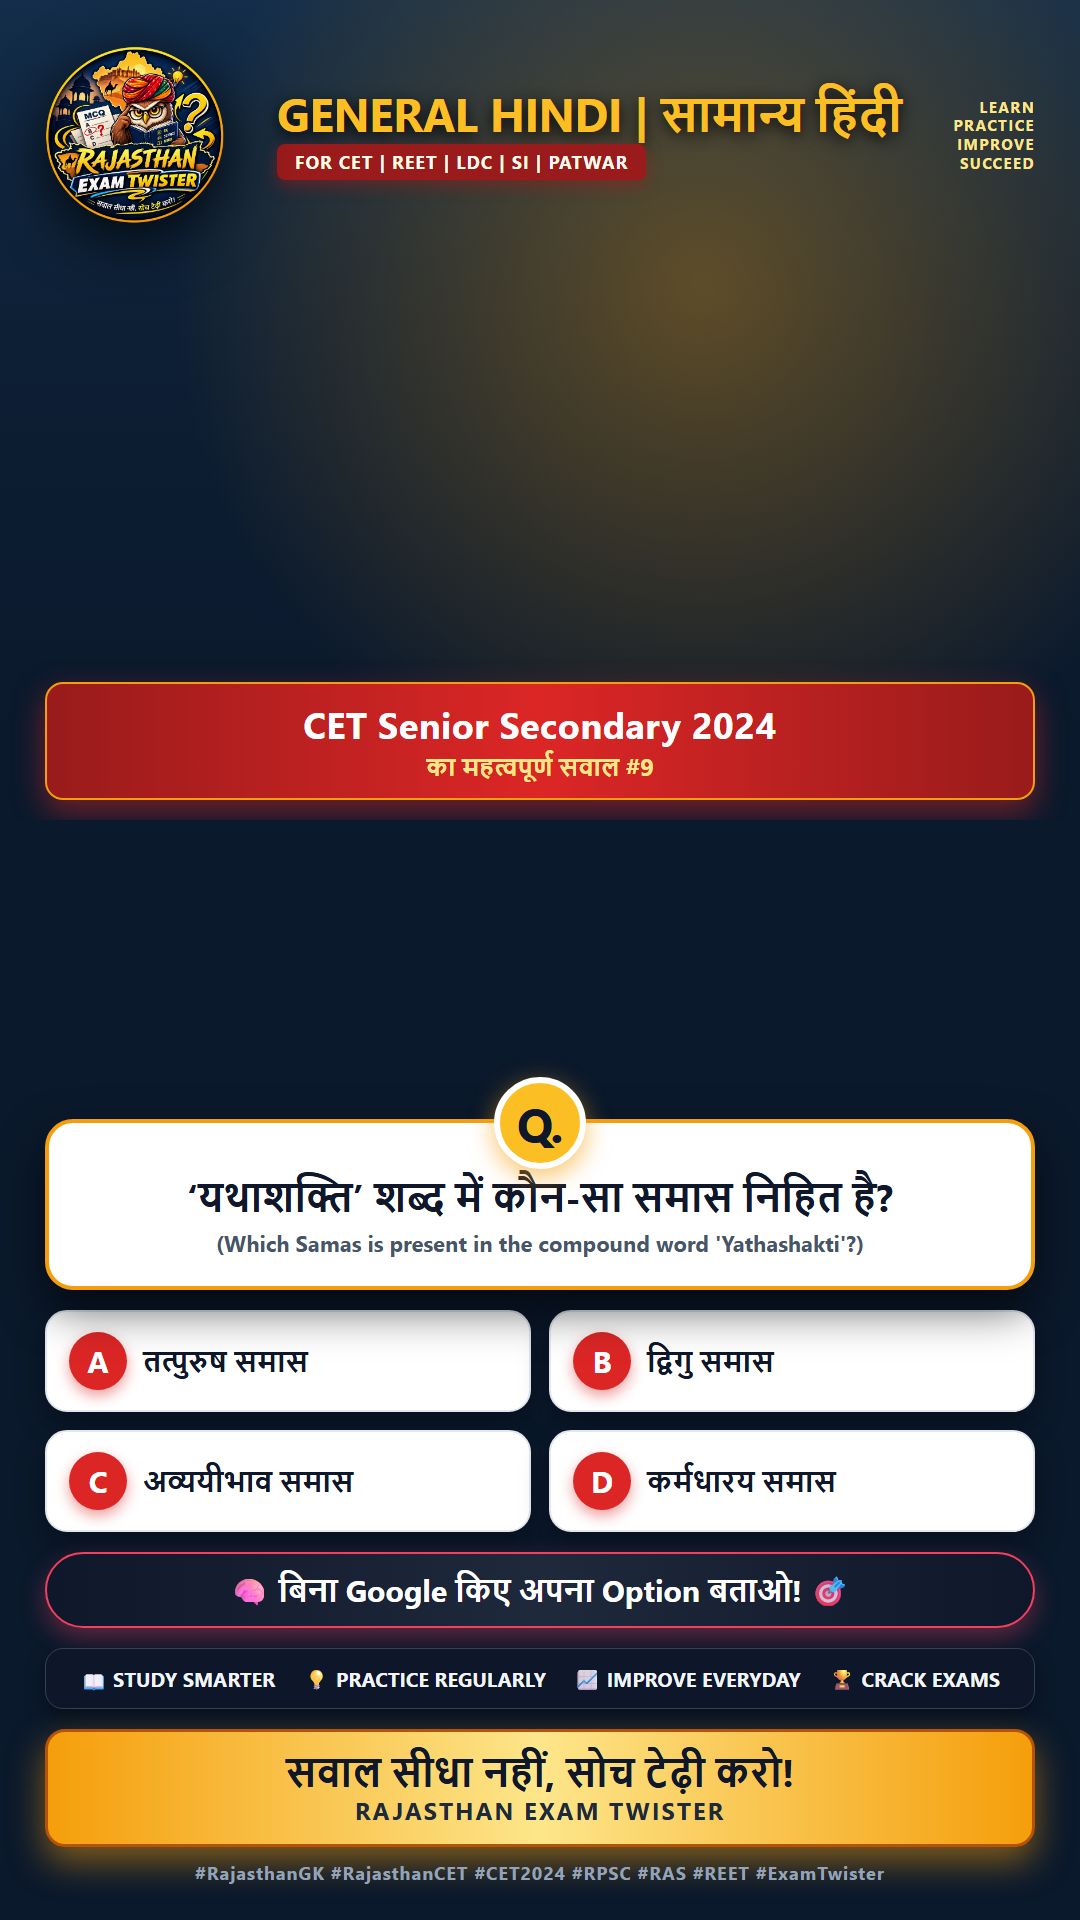 MCQ
RAJASTHAN
EXAM TWISTER
सवाल सीधा नहीं, सोच टेढ़ी करो!
GENERAL HINDI | सामान्य हिंदी
FOR CET | REET | LDC | SI | PATWAR
LEARN
PRACTICE
IMPROVE
SUCCEED
CET Senior Secondary 2024
का महत्वपूर्ण सवाल #9
Q.
‘यथाशक्ति’ शब्द में कौन-सा समास निहित है?
(Which Samas is present in the compound word 'Yathashakti'?)
A तत्पुरुष समास
B द्विगु समास
C अव्ययीभाव समास
D कर्मधारय समास
🧠 बिना Google किए अपना Option बताओ! 🎯
📖 STUDY SMARTER 💡 PRACTICE REGULARLY 📈 IMPROVE EVERYDAY 🏆 CRACK EXAMS
सवाल सीधा नहीं, सोच टेढ़ी करो!
RAJASTHAN EXAM TWISTER
#RajasthanGK #RajasthanCET #CET2024 #RPSC #RAS #REET #ExamTwister